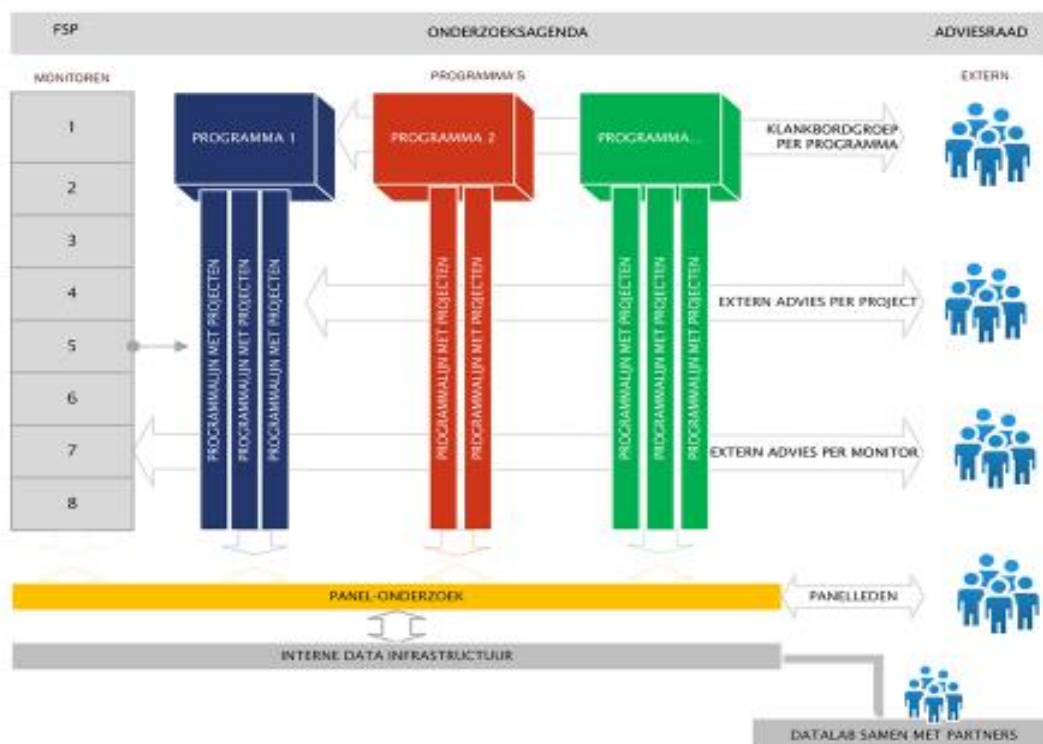 FSP
ONDERZOEKSAGENDA
ADVIESRAAD
MONITOREN
PROGRAMMA'S
EXTERN
1
2
3
4
5
6
7
8
PROGRAMMA 1
PROGRAMMA 2
PROGRAMMA...
KLANKBORDGROEP
PER PROGRAMMA
PROGRAMMALIJN MET PROJECTEN
PROGRAMMALIJN MET PROJECTEN
PROGRAMMALIJN MET PROJECTEN
PROGRAMMALIJN MET PROJECTEN
PROGRAMMALIJN MET PROJECTEN
PROGRAMMALIJN MET PROJECTEN
PROGRAMMALIJN MET PROJECTEN
PROGRAMMALIJN MET PROJECTEN
EXTERN ADVIES PER PROJECT
EXTERN ADVIES PER MONITOR
PANEL-ONDERZOEK
PANELLEDEN
INTERNE DATA INFRASTRUCTUUR
DATALAB SAMEN MET PARTNERS